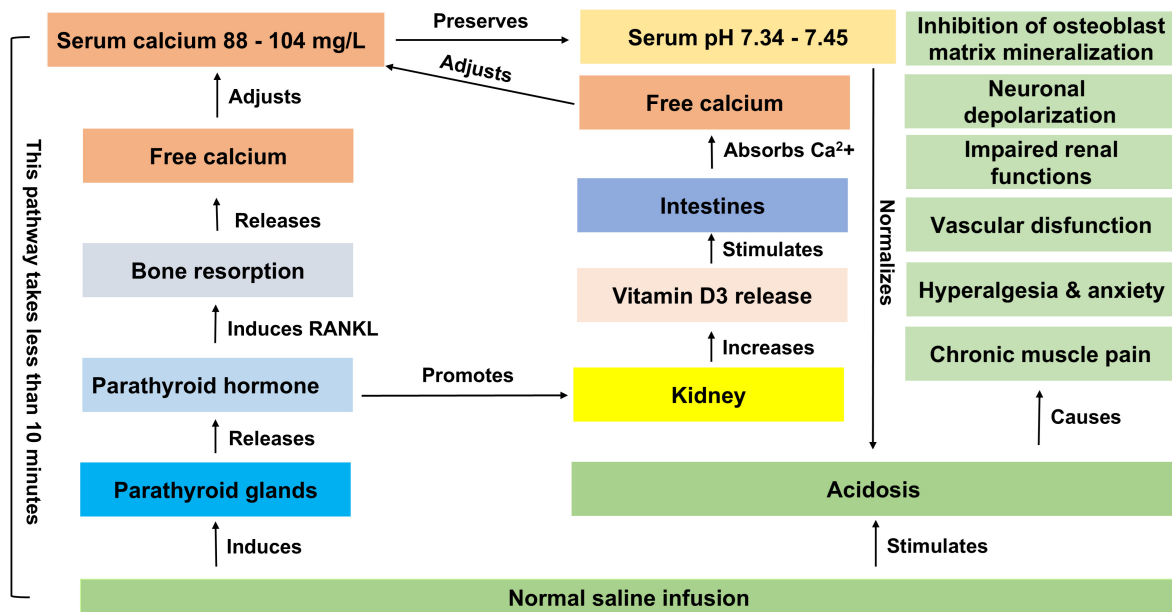 This pathway takes less than 10 minutes
Serum calcium 88 - 104 mg/L
Preserves
Serum pH 7.34 - 7.45
Adjusts
Adjusts
Free calcium
Free calcium
Absorbs Ca²+
Releases
Intestines
Bone resorption
Stimulates
Vitamin D3 release
Induces RANKL
Increases
Parathyroid hormone
Promotes
Kidney
Releases
Parathyroid glands
Induces
Normalizes
Inhibition of osteoblast
matrix mineralization
Neuronal
depolarization
Impaired renal
functions
Vascular disfunction
Hyperalgesia & anxiety
Chronic muscle pain
Causes
Acidosis
Stimulates
Normal saline infusion